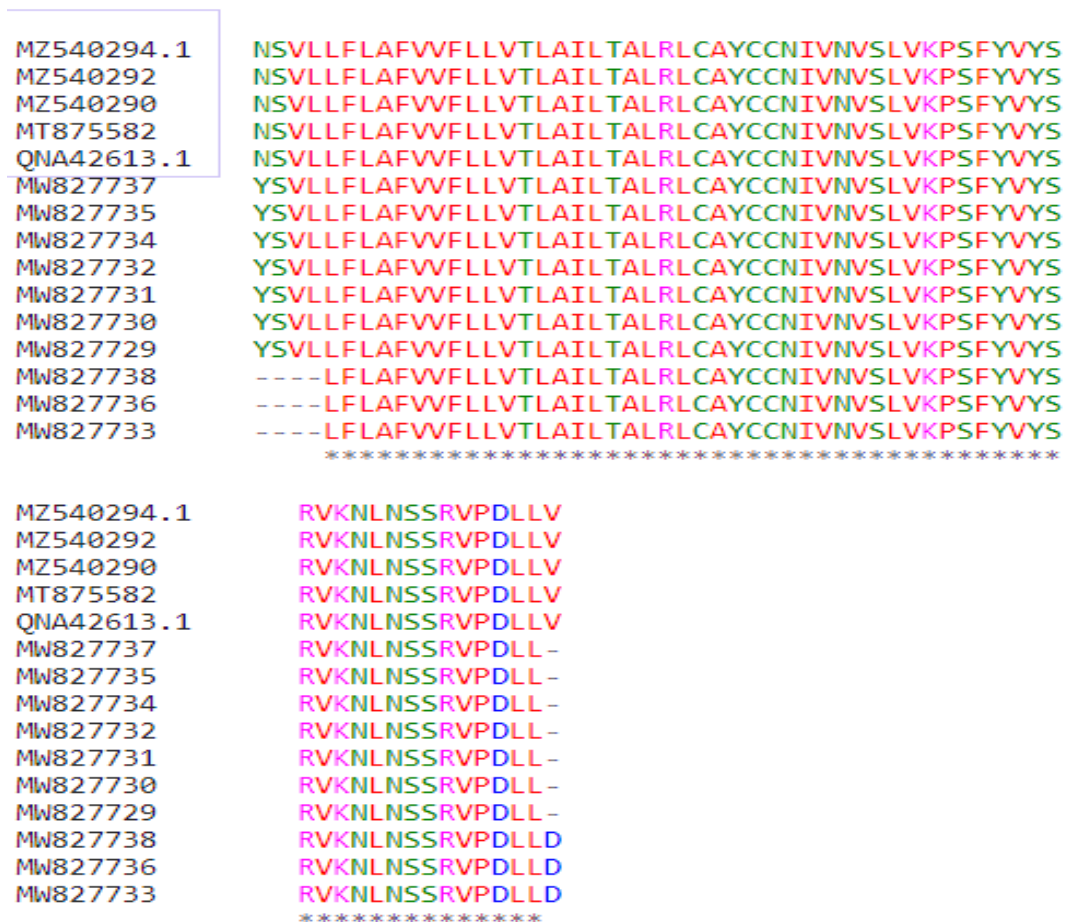 MZ540294.1 NSVLLFLAFVVFLLVTLAILTALRLCAYCCNIVNVSLVKPSFYVYS
MZ540292 NSVLLFLAFVVFLLVTLAILTALRLCAYCCNIVNVSLVKPSFYVYS
MZ540290 NSVLLFLAFVVFLLVTLAILTALRLCAYCCNIVNVSLVKPSFYVYS
MT875582 NSVLLFLAFVVFLLVTLAILTALRLCAYCCNIVNVSLVKPSFYVYS
QNA42613.1 NSVLLFLAFVVFLLVTLAILTALRLCAYCCNIVNVSLVKPSFYVYS
MW827737 YSVLLFLAFVVFLLVTLAILTALRLCAYCCNIVNVSLVKPSFYVYS
MW827735 YSVLLFLAFVVFLLVTLAILTALRLCAYCCNIVNVSLVKPSFYVYS
MW827734 YSVLLFLAFVVFLLVTLAILTALRLCAYCCNIVNVSLVKPSFYVYS
MW827732 YSVLLFLAFVVFLLVTLAILTALRLCAYCCNIVNVSLVKPSFYVYS
MW827731 YSVLLFLAFVVFLLVTLAILTALRLCAYCCNIVNVSLVKPSFYVYS
MW827730 YSVLLFLAFVVFLLVTLAILTALRLCAYCCNIVNVSLVKPSFYVYS
MW827729 YSVLLFLAFVVFLLVTLAILTALRLCAYCCNIVNVSLVKPSFYVYS
MW827738 ----LFLAFVVFLLVTLAILTALRLCAYCCNIVNVSLVKPSFYVYS
MW827736 ----LFLAFVVFLLVTLAILTALRLCAYCCNIVNVSLVKPSFYVYS
MW827733 ----LFLAFVVFLLVTLAILTALRLCAYCCNIVNVSLVKPSFYVYS
******************************************
MZ540294.1 RVKNLNSSRVPDLLV
MZ540292 RVKNLNSSRVPDLLV
MZ540290 RVKNLNSSRVPDLLV
MT875582 RVKNLNSSRVPDLLV
QNA42613.1 RVKNLNSSRVPDLLV
MW827737 RVKNLNSSRVPDLL-
MW827735 RVKNLNSSRVPDLL-
MW827734 RVKNLNSSRVPDLL-
MW827732 RVKNLNSSRVPDLL-
MW827731 RVKNLNSSRVPDLL-
MW827730 RVKNLNSSRVPDLL-
MW827729 RVKNLNSSRVPDLL-
MW827738 RVKNLNSSRVPDLLD
MW827736 RVKNLNSSRVPDLLD
MW827733 RVKNLNSSRVPDLLD
**************